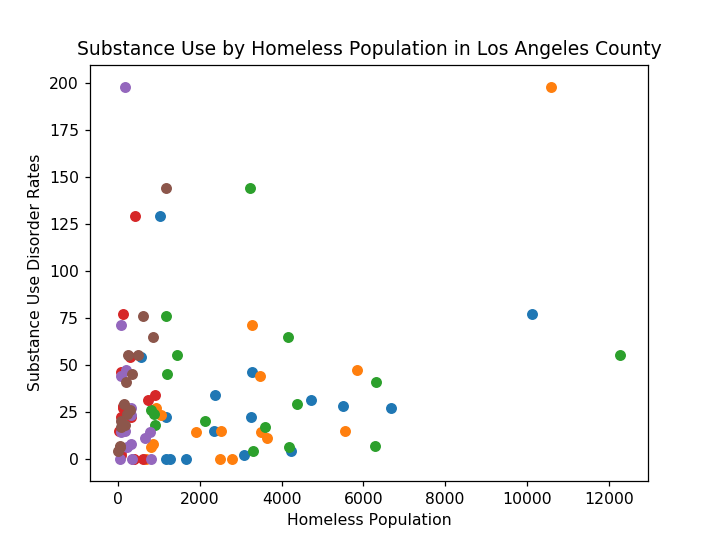 Substance Use by Homeless Population in Los Angeles County
200
175
150
125
100
75
50
25
0
Substance Use Disorder Rates
0 2000 4000 6000 8000 10000 12000
Homeless Population